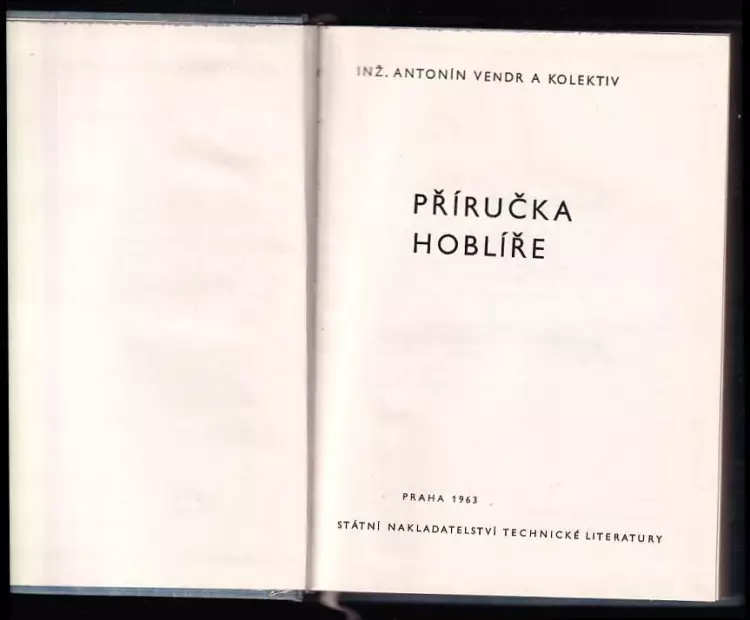 INŽ. ANTONÍN VENDR A KOLEKTIV
PŘÍRUČKA
HOBLÍŘE
PRAHA 1963
STÁTNÍ NAKLADATELSTVÍ TECHNICKÉ LITERATURY